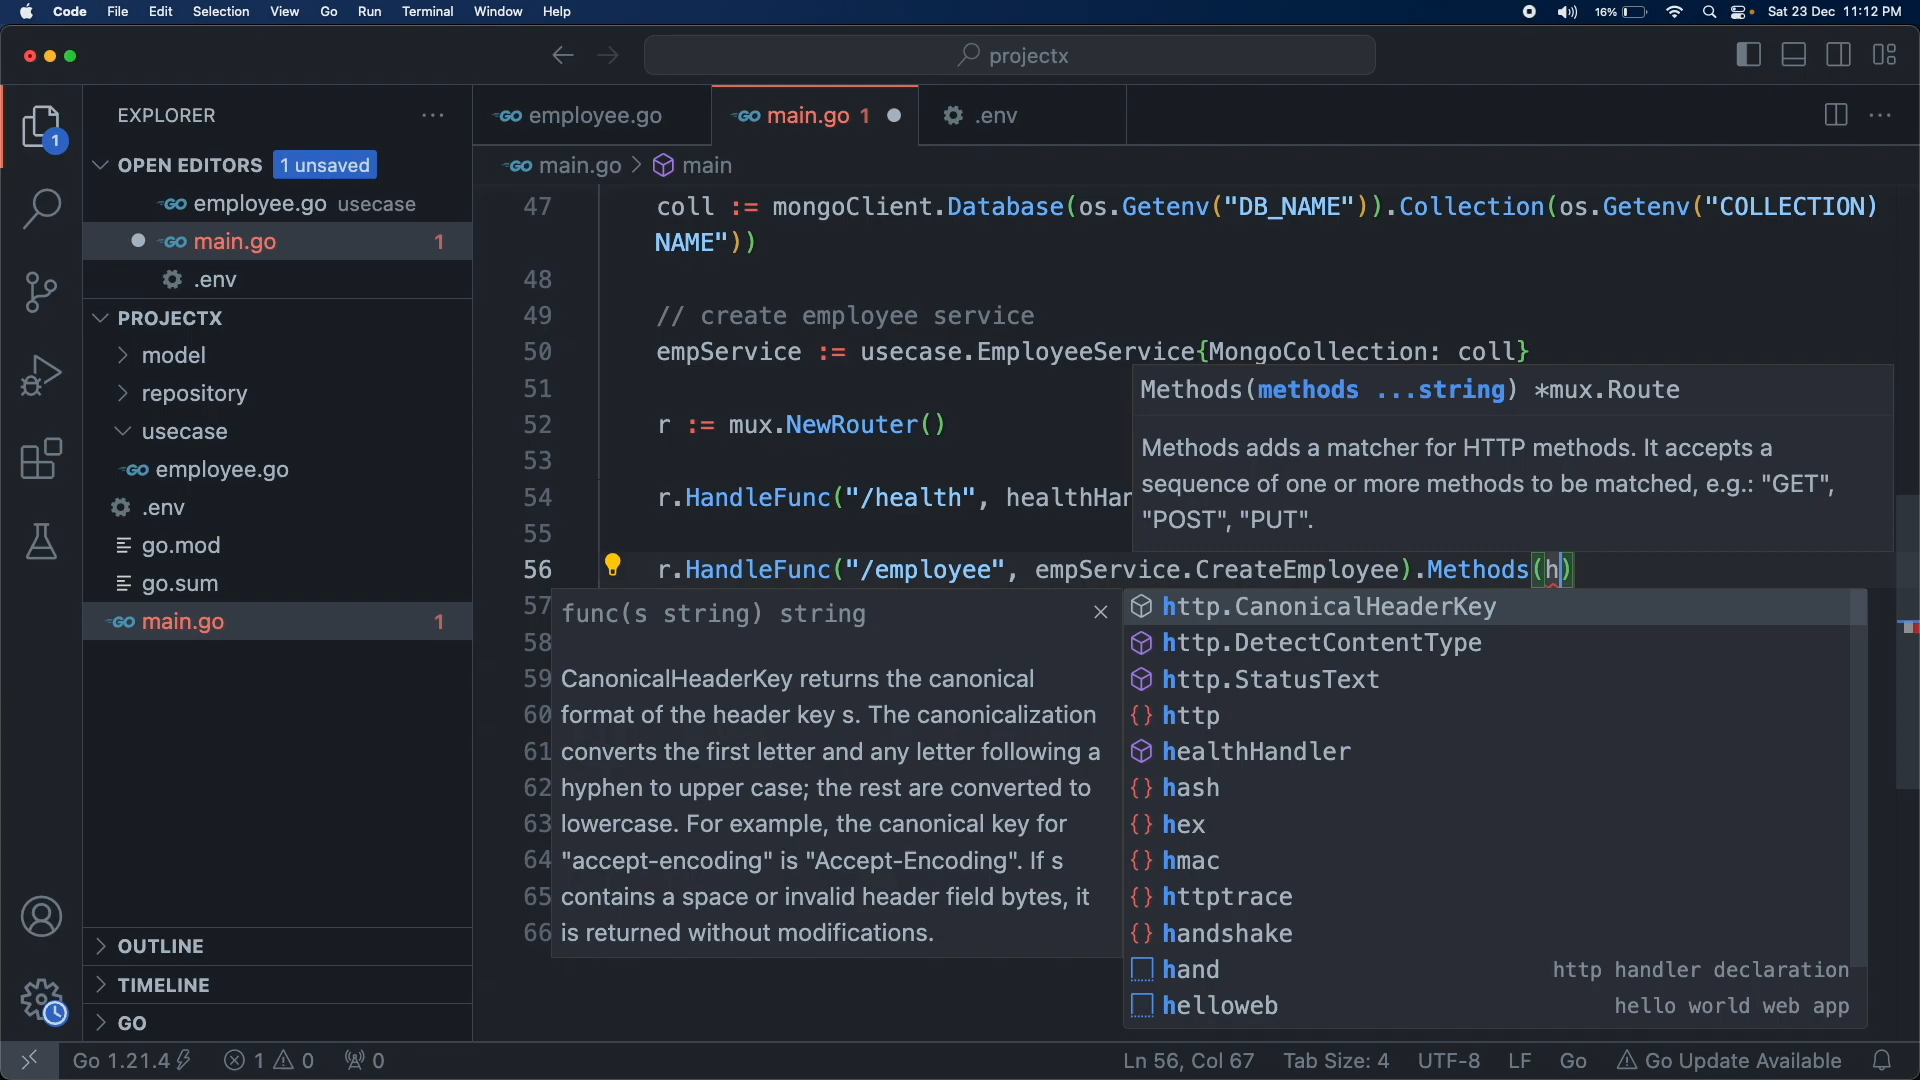 Code File Edit Selection View Go Run Terminal Window Help 16% Sat 23 Dec 11:12 PM
projectx
EXPLORER
OPEN EDITORS 1 unsaved
GO employee.go usecase
GO main.go 1
.env
PROJECTX
model
repository
usecase
GO employee.go
.env
go.mod
go.sum
GO main.go 1
OUTLINE
TIMELINE
GO
1
GO employee.go GO main.go 1 .env
GO main.go > main
47 coll := mongoClient.Database(os.Getenv("DB_NAME")).Collection(os.Getenv("COLLECTION)
NAME"))
48
49 // create employee service
50 empService := usecase.EmployeeService{MongoCollection: coll}
51
52 r := mux.NewRouter()
53
54 r.HandleFunc("/health", healthHan
55
56 r.HandleFunc("/employee", empService.CreateEmployee).Methods(h)
57
58
59
60
61
62
63
64
65
66
Methods(methods ...string) *mux.Route
Methods adds a matcher for HTTP methods. It accepts a
sequence of one or more methods to be matched, e.g.: "GET",
"POST", "PUT".
func(s string) string
CanonicalHeaderKey returns the canonical
format of the header key s. The canonicalization
converts the first letter and any letter following a
hyphen to upper case; the rest are converted to
lowercase. For example, the canonical key for
"accept-encoding" is "Accept-Encoding". If s
contains a space or invalid header field bytes, it
is returned without modifications.
http.CanonicalHeaderKey
http.DetectContentType
http.StatusText
{} http
healthHandler
{} hash
{} hex
{} hmac
{} httptrace
{} handshake
hand http handler declaration
helloweb hello world web app
Go 1.21.4 1 0 0 Ln 56, Col 67 Tab Size: 4 UTF-8 LF Go Go Update Available